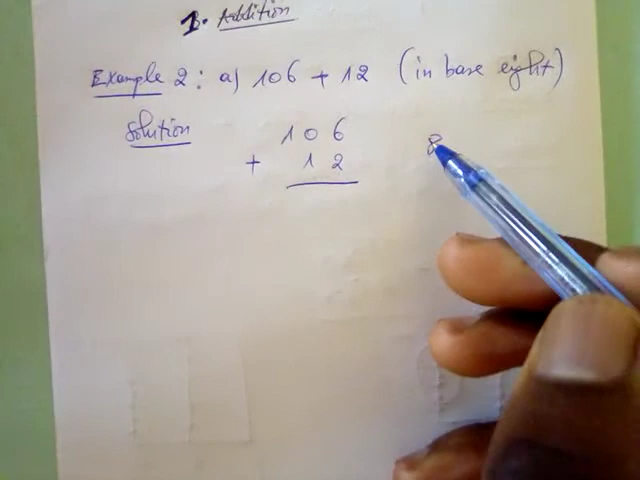 1. Addition
Example 2: a) 106 + 12 (in base eight)
Solution
106
+ 12
8